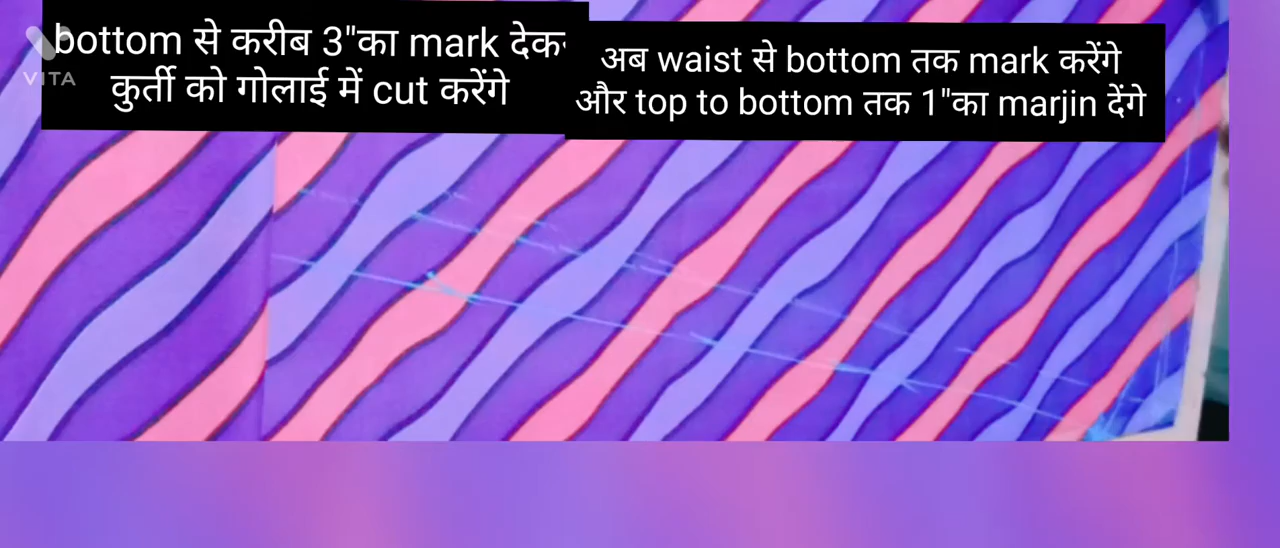 bottom से करीब 3"का mark देकर
कुर्ती को गोलाई में cut करेंगे
अब waist से bottom तक mark करेंगे
और top to bottom तक 1"का marjin देंगे
VITA